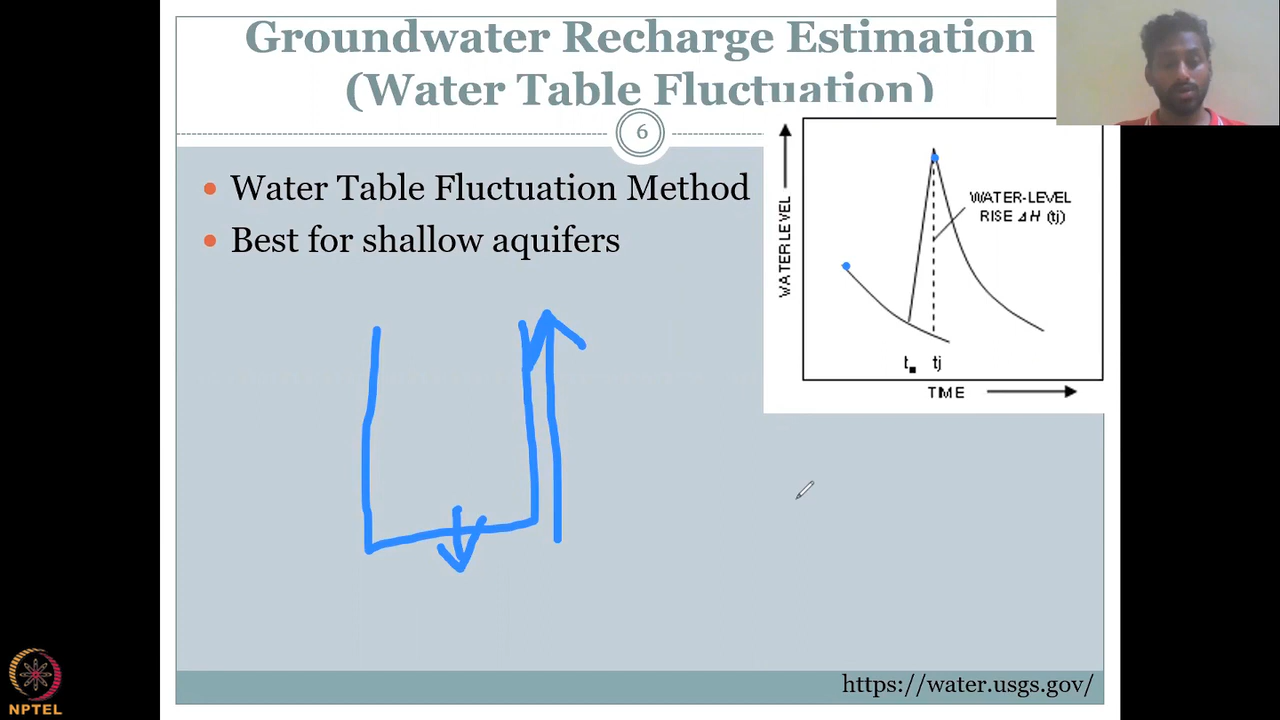 Groundwater Recharge Estimation
(Water Table Fluctuation)
6
• Water Table Fluctuation Method
• Best for shallow aquifers
WATER LEVEL
WATER-LEVEL
RISE ⊿H (tj)
t. tj
TIME
https://water.usgs.gov/
NPTEL